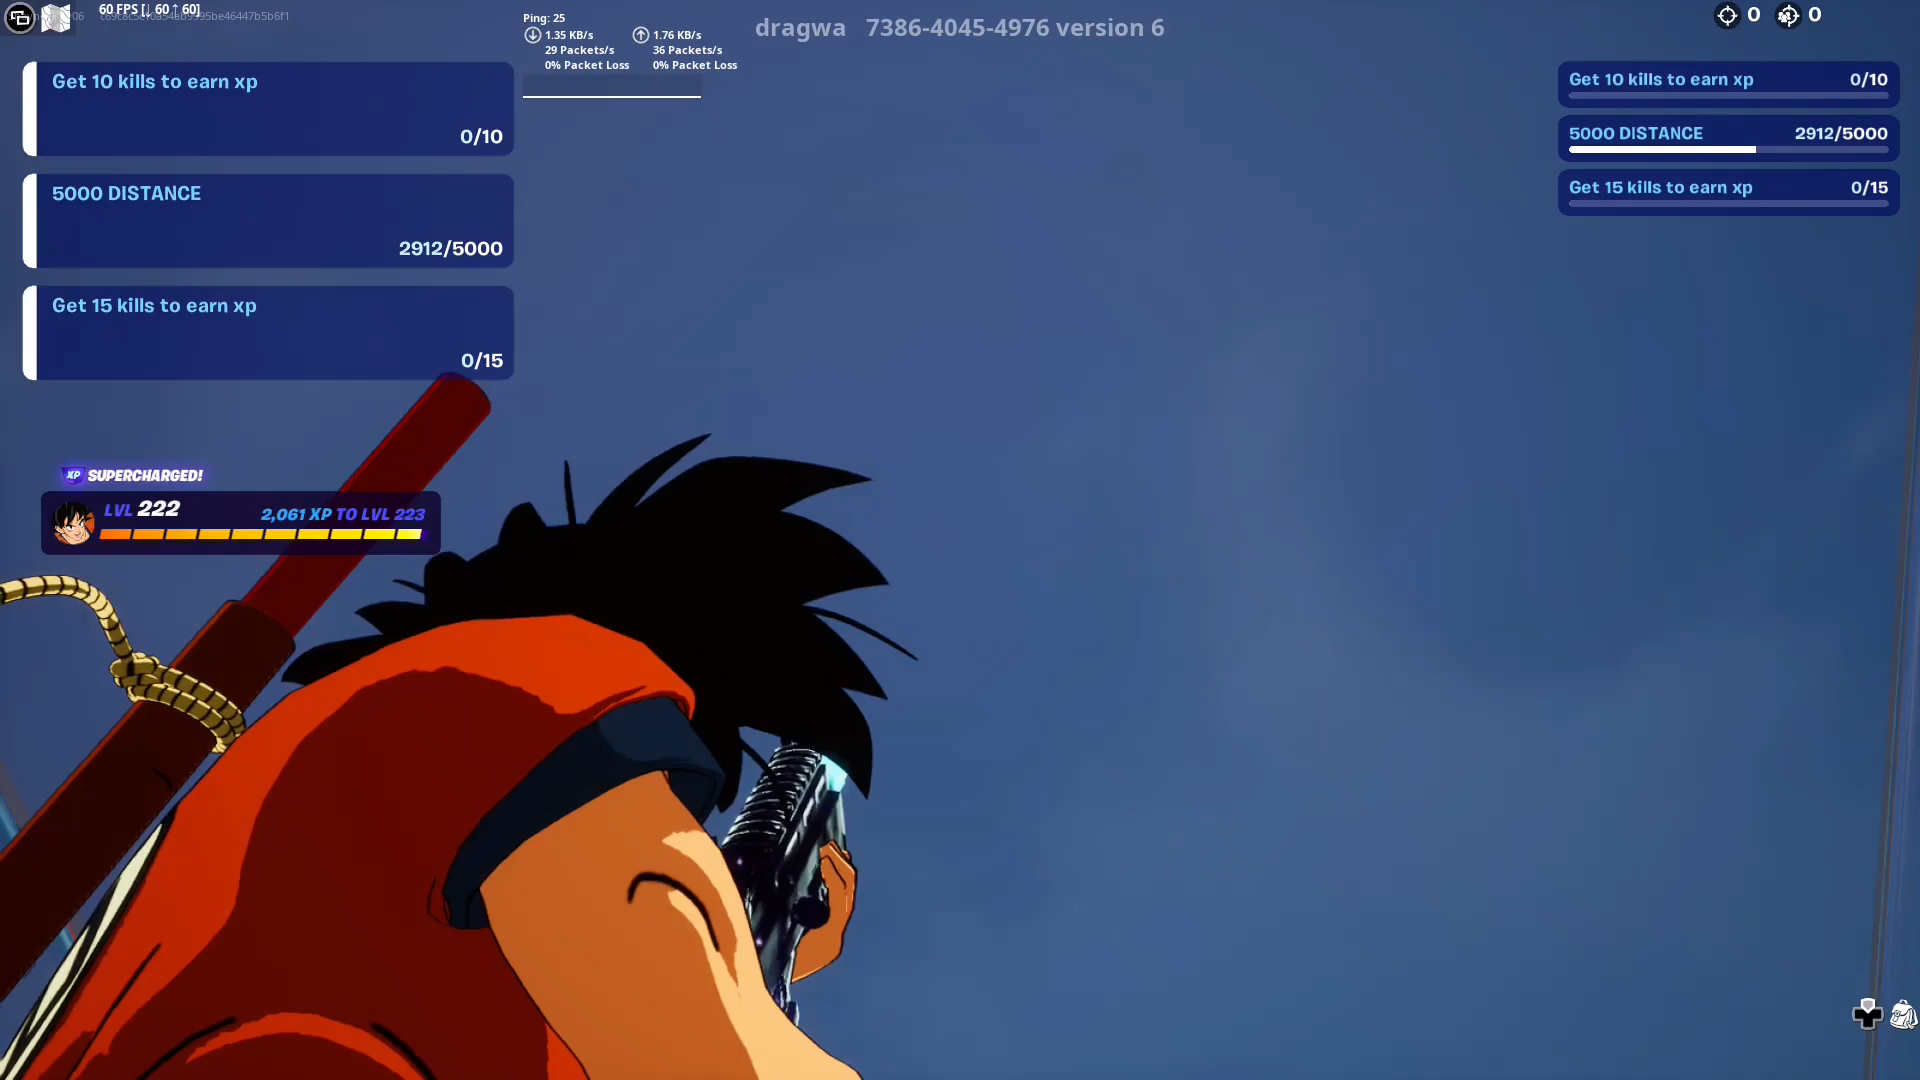 60 FPS [↓ 60 ↑ 60]
Ping: 25
1.35 KB/s
1.76 KB/s
29 Packets/s
36 Packets/s
0% Packet Loss
0% Packet Loss
dragwa 7386-4045-4976 version 6
0
0
Get 10 kills to earn xp
0/10
5000 DISTANCE
2912/5000
Get 15 kills to earn xp
0/15
Get 10 kills to earn xp 0/10
5000 DISTANCE 2912/5000
Get 15 kills to earn xp 0/15
XP SUPERCHARGED!
LVL 222 2,061 XP TO LVL 223